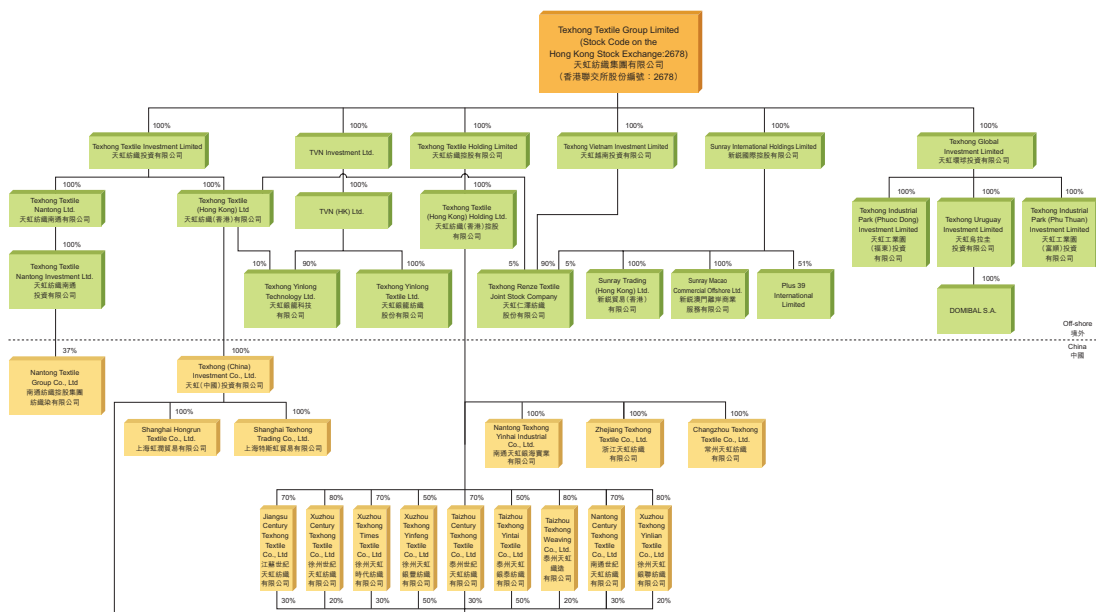 Texhong Textile Group Limited
(Stock Code on the
Hong Kong Stock Exchange:2678)
天虹紡織集團有限公司
（香港聯交所股份編號：2678）
100%
100%
100%
100%
100%
100%
Texhong Textile Investment Limited
天虹紡織投資有限公司
TVN Investment Ltd.
Texhong Textile Holding Limited
天虹紡織控股有限公司
Texhong Vietnam Investment Limited
天虹越南投資有限公司
Sunray International Holdings Limited
新銳國際控股有限公司
Texhong Global
Investment Limited
天虹環球投資有限公司
100%
100%
100%
100%
100%
100%
100%
Texhong Textile
Nantong Ltd.
天虹紡織南通有限公司
Texhong Textile
(Hong Kong) Ltd
天虹紡織(香港)有限公司
TVN (HK) Ltd.
Texhong Textile
(Hong Kong) Holding Ltd.
天虹紡織(香港)控股
有限公司
Texhong Industrial
Park (Phuoc Dong)
Investment Limited
天虹工業園
(福東)投資
有限公司
Texhong Uruguay
Investment Limited
天虹烏拉圭
投資有限公司
Texhong Industrial
Park (Phu Thuan)
Investment Limited
天虹工業園
(富順)投資
有限公司
100%
10%
90%
100%
5%
90%
5%
100%
100%
51%
100%
Texhong Textile
Nantong Investment Ltd.
天虹紡織南通
投資有限公司
Texhong Yinlong
Technology Ltd.
天虹銀龍科技
有限公司
Texhong Yinlong
Textile Ltd.
天虹銀龍紡織
股份有限公司
Texhong Renze Textile
Joint Stock Company
天虹仁澤紡織
股份有限公司
Sunray Trading
(Hong Kong) Ltd.
新銳貿易(香港)
有限公司
Sunray Macao
Commercial Offshore Ltd.
新銳澳門離岸商業
服務有限公司
Plus 39
International
Limited
DOMIBAL S.A.
Off-shore
境外
China
中國
37%
100%
Nantong Textile
Group Co., Ltd
南通紡織控股集團
紡織染有限公司
Texhong (China)
Investment Co., Ltd.
天虹(中國)投資有限公司
100%
100%
100%
100%
100%
Shanghai Hongrun
Textile Co., Ltd.
上海虹潤貿易有限公司
Shanghai Texhong
Trading Co., Ltd.
上海特斯虹貿易有限公司
Nantong Texhong
Yinhai Industrial
Co., Ltd.
南通天虹銀海實業
有限公司
Zhejiang Texhong
Textile Co., Ltd.
浙江天虹紡織
有限公司
Changzhou Texhong
Textile Co., Ltd.
常州天虹紡織
有限公司
70%
80%
70%
50%
70%
50%
80%
70%
80%
Jiangsu
Century
Texhong
Textile
Co., Ltd
江蘇世紀
天虹紡織
有限公司
Xuzhou
Century
Texhong
Textile
Co., Ltd
徐州世紀
天虹紡織
有限公司
Xuzhou
Texhong
Times
Textile
Co., Ltd
徐州天虹
時代紡織
有限公司
Xuzhou
Texhong
Yinfeng
Textile
Co., Ltd
徐州天虹
銀豐紡織
有限公司
Taizhou
Century
Texhong
Textile
Co., Ltd
泰州世紀
天虹紡織
有限公司
Taizhou
Texhong
Yintai
Textile
Co., Ltd
泰州天虹
銀泰紡織
有限公司
Taizhou
Texhong
Weaving
Co., Ltd.
泰州天虹
織造
有限公司
Nantong
Century
Texhong
Textile
Co., Ltd
南通世紀
天虹紡織
有限公司
Xuzhou
Texhong
Yinlian
Textile
Co., Ltd
徐州天虹
銀聯紡織
有限公司
30%
20%
30%
50%
30%
50%
20%
30%
20%